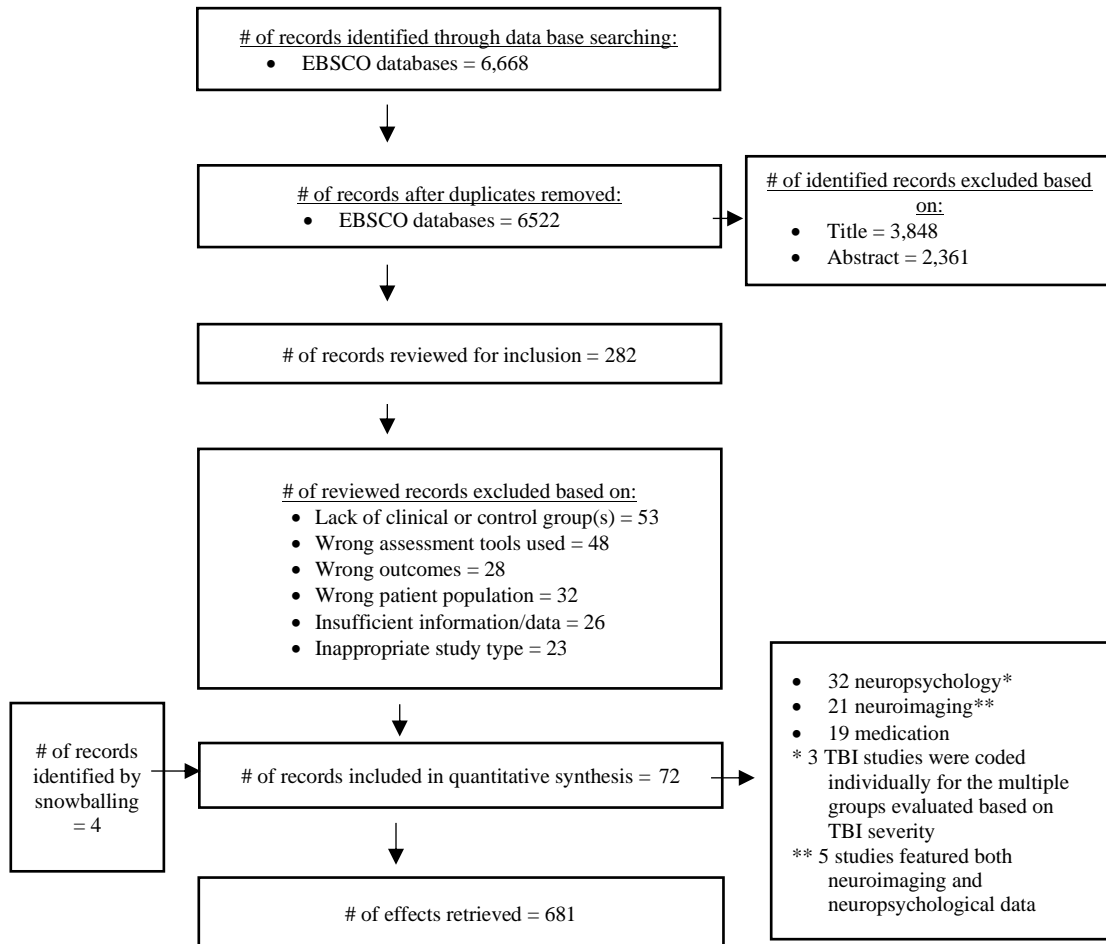 # of records identified through data base searching:
• EBSCO databases = 6,668
# of records after duplicates removed:
• EBSCO databases = 6522
# of identified records excluded based
on:
• Title = 3,848
• Abstract = 2,361
# of records reviewed for inclusion = 282
# of reviewed records excluded based on:
• Lack of clinical or control group(s) = 53
• Wrong assessment tools used = 48
• Wrong outcomes = 28
• Wrong patient population = 32
• Insufficient information/data = 26
• Inappropriate study type = 23
# of records
identified by
snowballing
= 4
# of records included in quantitative synthesis = 72
• 32 neuropsychology*
• 21 neuroimaging**
• 19 medication
* 3 TBI studies were coded
individually for the multiple
groups evaluated based on
TBI severity
** 5 studies featured both
neuroimaging and
neuropsychological data
# of effects retrieved = 681